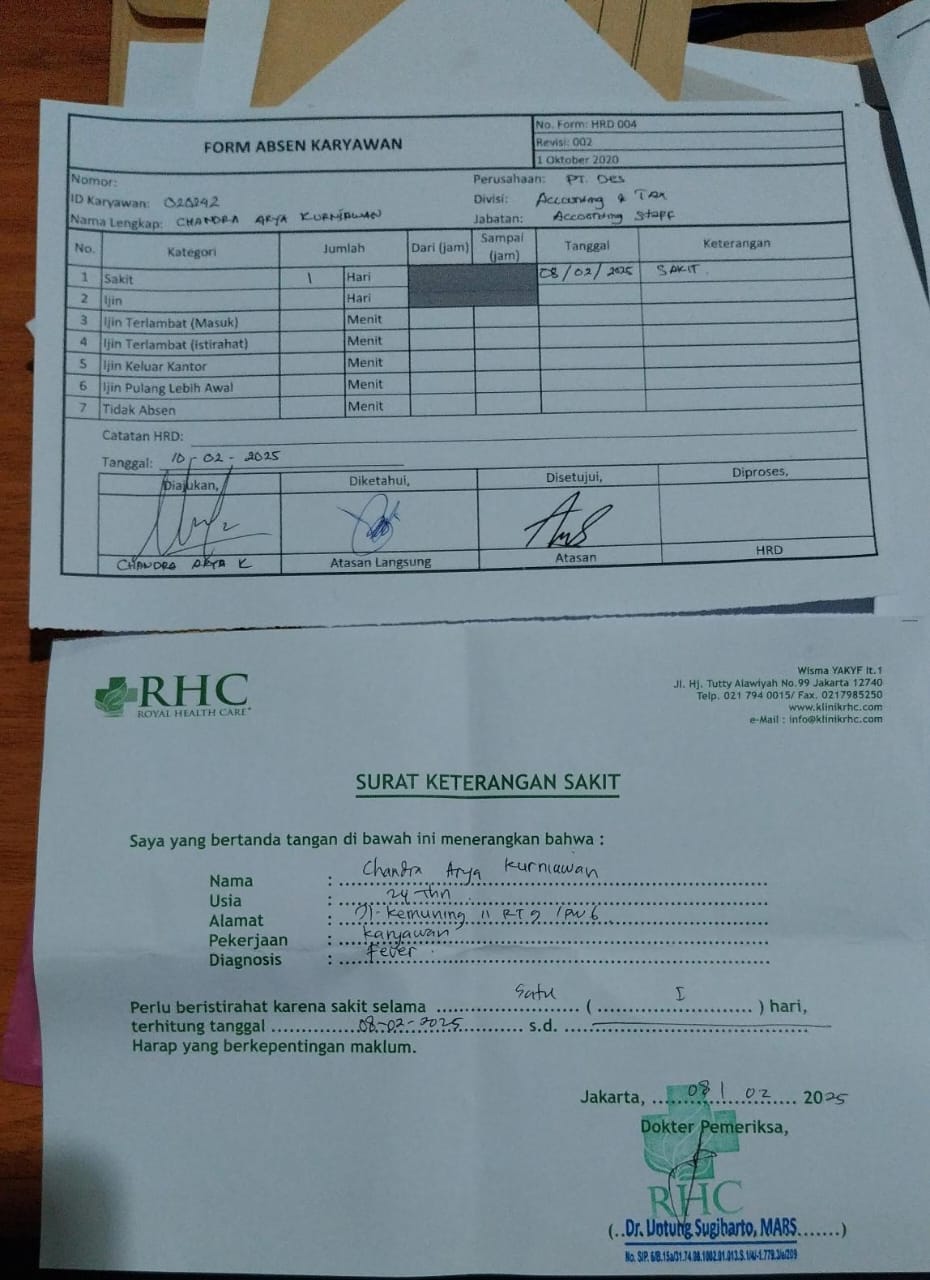 FORM ABSEN KARYAWAN
No. Form: HRD 004
Revisi: 002
1 Oktober 2020
Nomor:
Perusahaan: PT. DES
ID Karyawan: 020242
Divisi: Accounting & TAX
Nama Lengkap: CHANDRA ARYA KURNIAWAN
Jabatan: Accounting Staff
No. Kategori Jumlah Dari (jam) Sampai (jam) Tanggal Keterangan
1 Sakit 1 Hari 08/02/2025 SAKIT
2 Ijin Hari
3 Ijin Terlambat (Masuk) Menit
4 Ijin Terlambat (istirahat) Menit
5 Ijin Keluar Kantor Menit
6 Ijin Pulang Lebih Awal Menit
7 Tidak Absen Menit
Catatan HRD:
Tanggal: 10-02-2025
Diajukan, Diketahui, Disetujui, Diproses,
CHANDRA ARYA K Atasan Langsung Atasan HRD
RHC
ROYAL HEALTH CARE
Wisma YAKYF lt.1
Jl. Hj. Tutty Alawiyah No.99 Jakarta 12740
Telp. 021 794 0015/ Fax. 0217985250
www.klinikrhc.com
e-Mail : info@klinikrhc.com
SURAT KETERANGAN SAKIT
Saya yang bertanda tangan di bawah ini menerangkan bahwa :
Nama : Chandra Arya Kurniawan
Usia : 24 Thn
Alamat : Jl. Kemuning II RT 9 /RW 6
Pekerjaan : Karyawan
Diagnosis : Fever
Perlu beristirahat karena sakit selama satu ( I ) hari,
terhitung tanggal 08-02-2025 s.d.
Harap yang berkepentingan maklum.
Jakarta, 08/02 2025
Dokter Pemeriksa,
RHC
(..Dr. Untung Sugiharto, MARS.......)